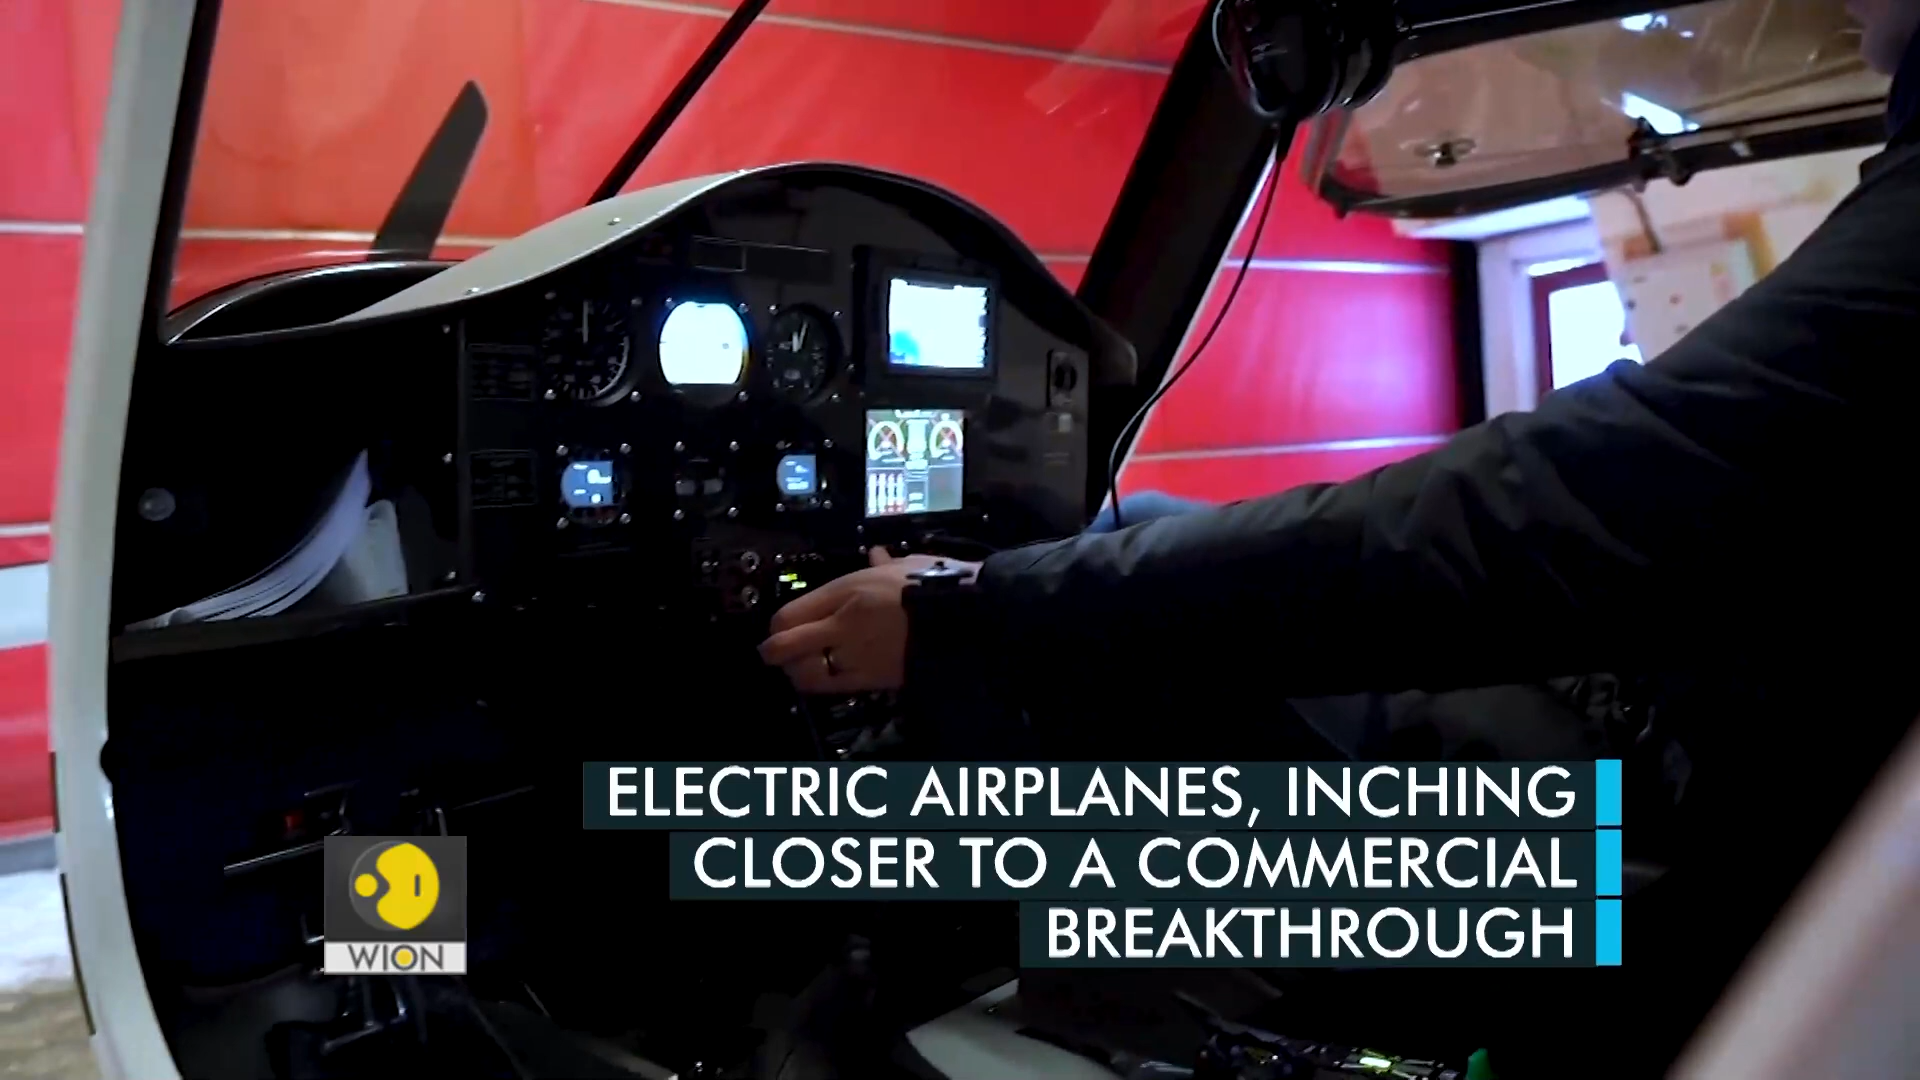 ELECTRIC AIRPLANES, INCHING
CLOSER TO A COMMERCIAL
BREAKTHROUGH
WION